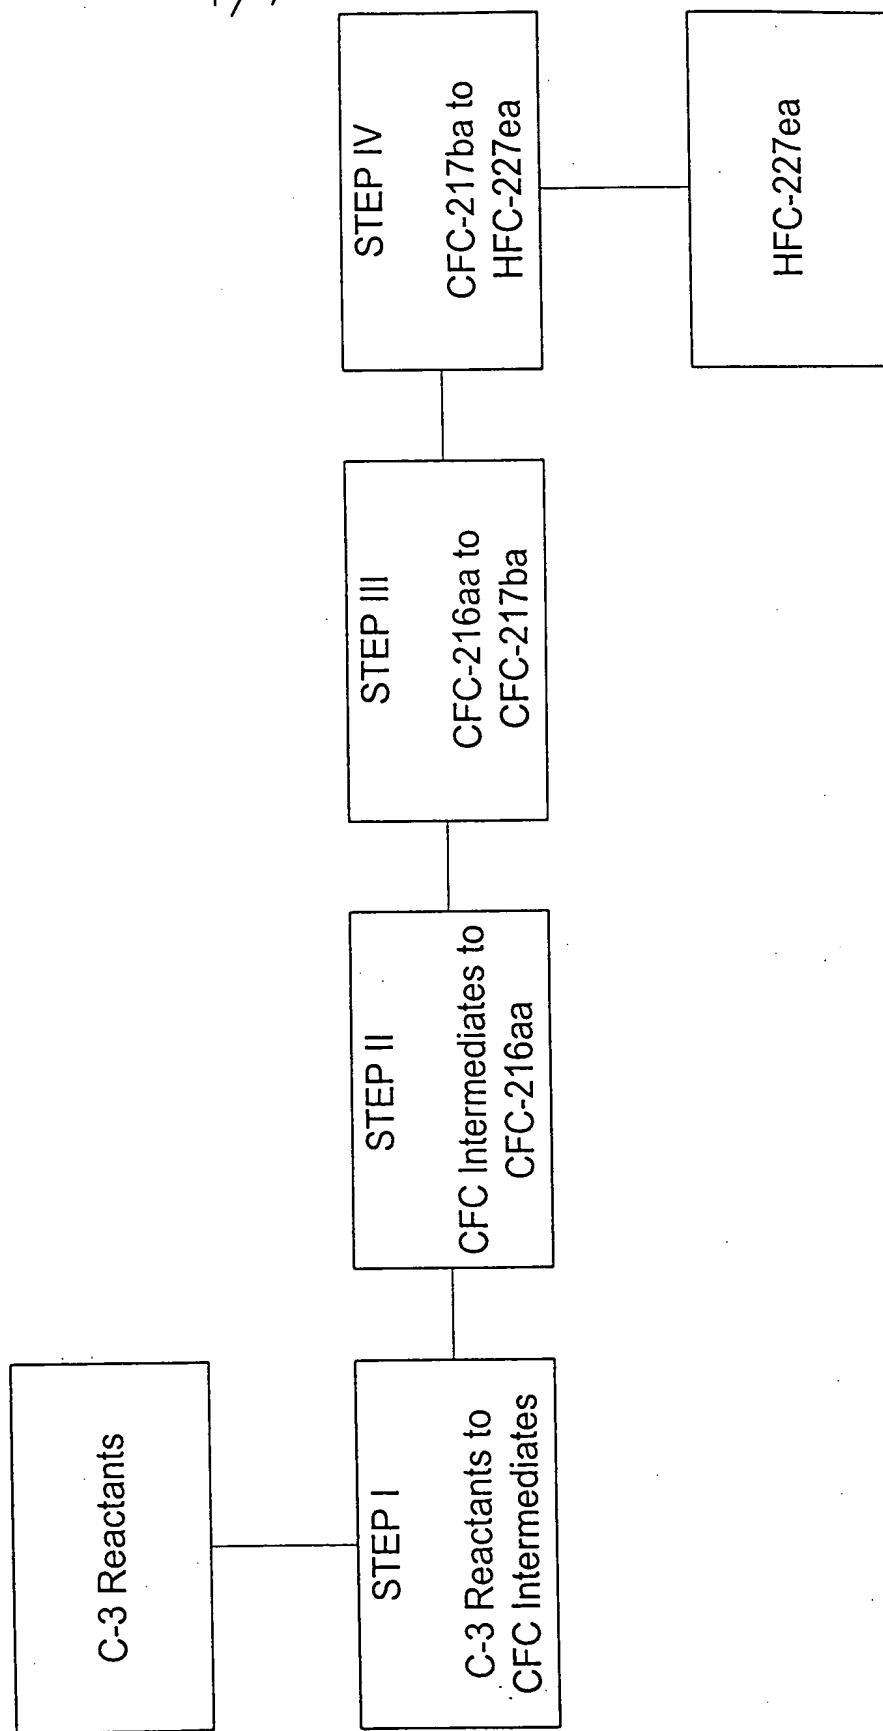 C-3 Reactants
STEP I
C-3 Reactants to
CFC Intermediates
STEP II
CFC Intermediates to
CFC-216aa
STEP III
CFC-216aa to
CFC-217ba
STEP IV
CFC-217ba to
HFC-227ea
HFC-227ea